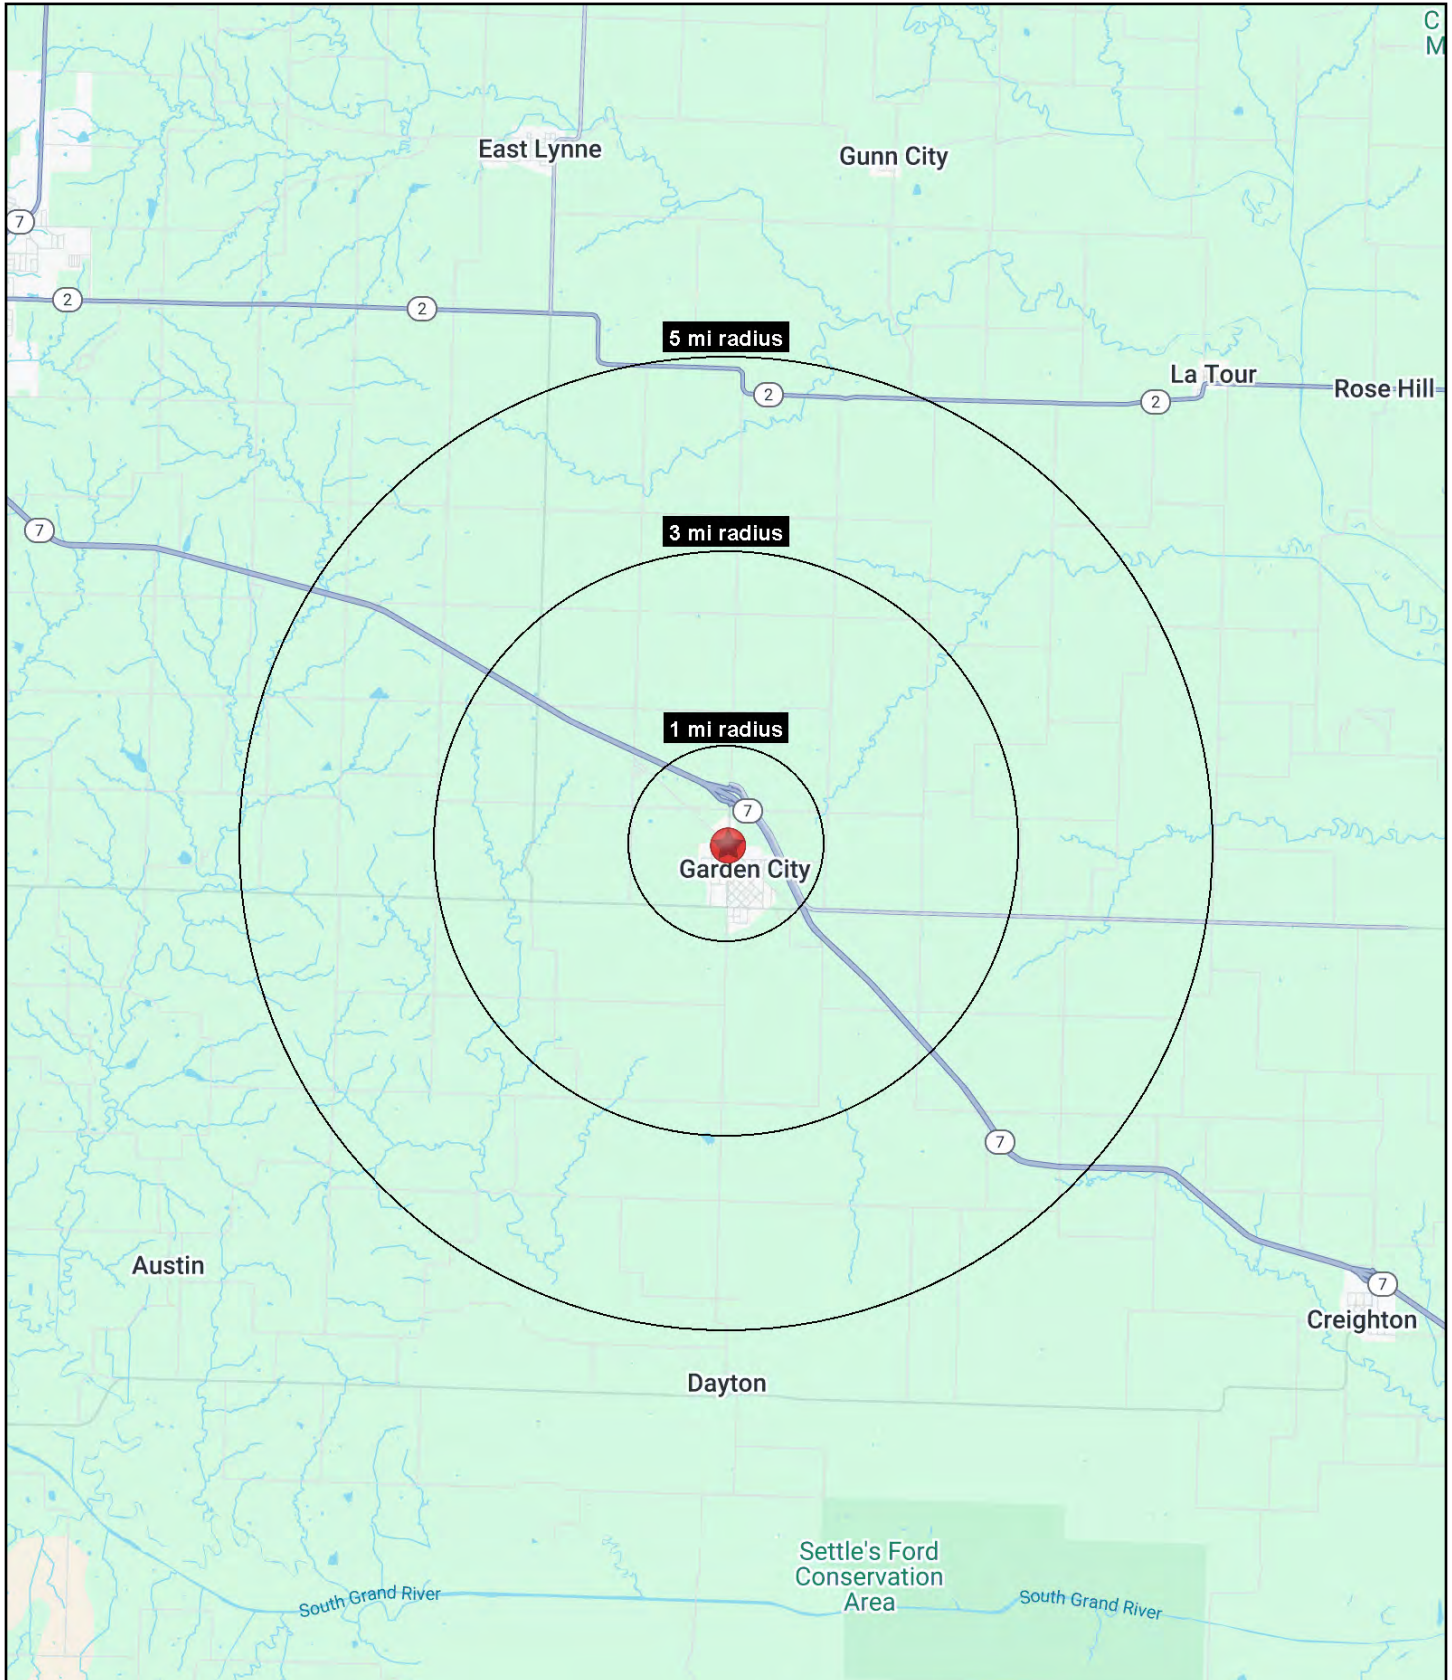 C
M
East Lynne
Gunn City
7
2
2
5 mi radius
La Tour
Rose Hill
2
2
3 mi radius
7
1 mi radius
7
Garden City
7
Austin
7
Creighton
Dayton
Settle's Ford
Conservation
Area
South Grand River
South Grand River